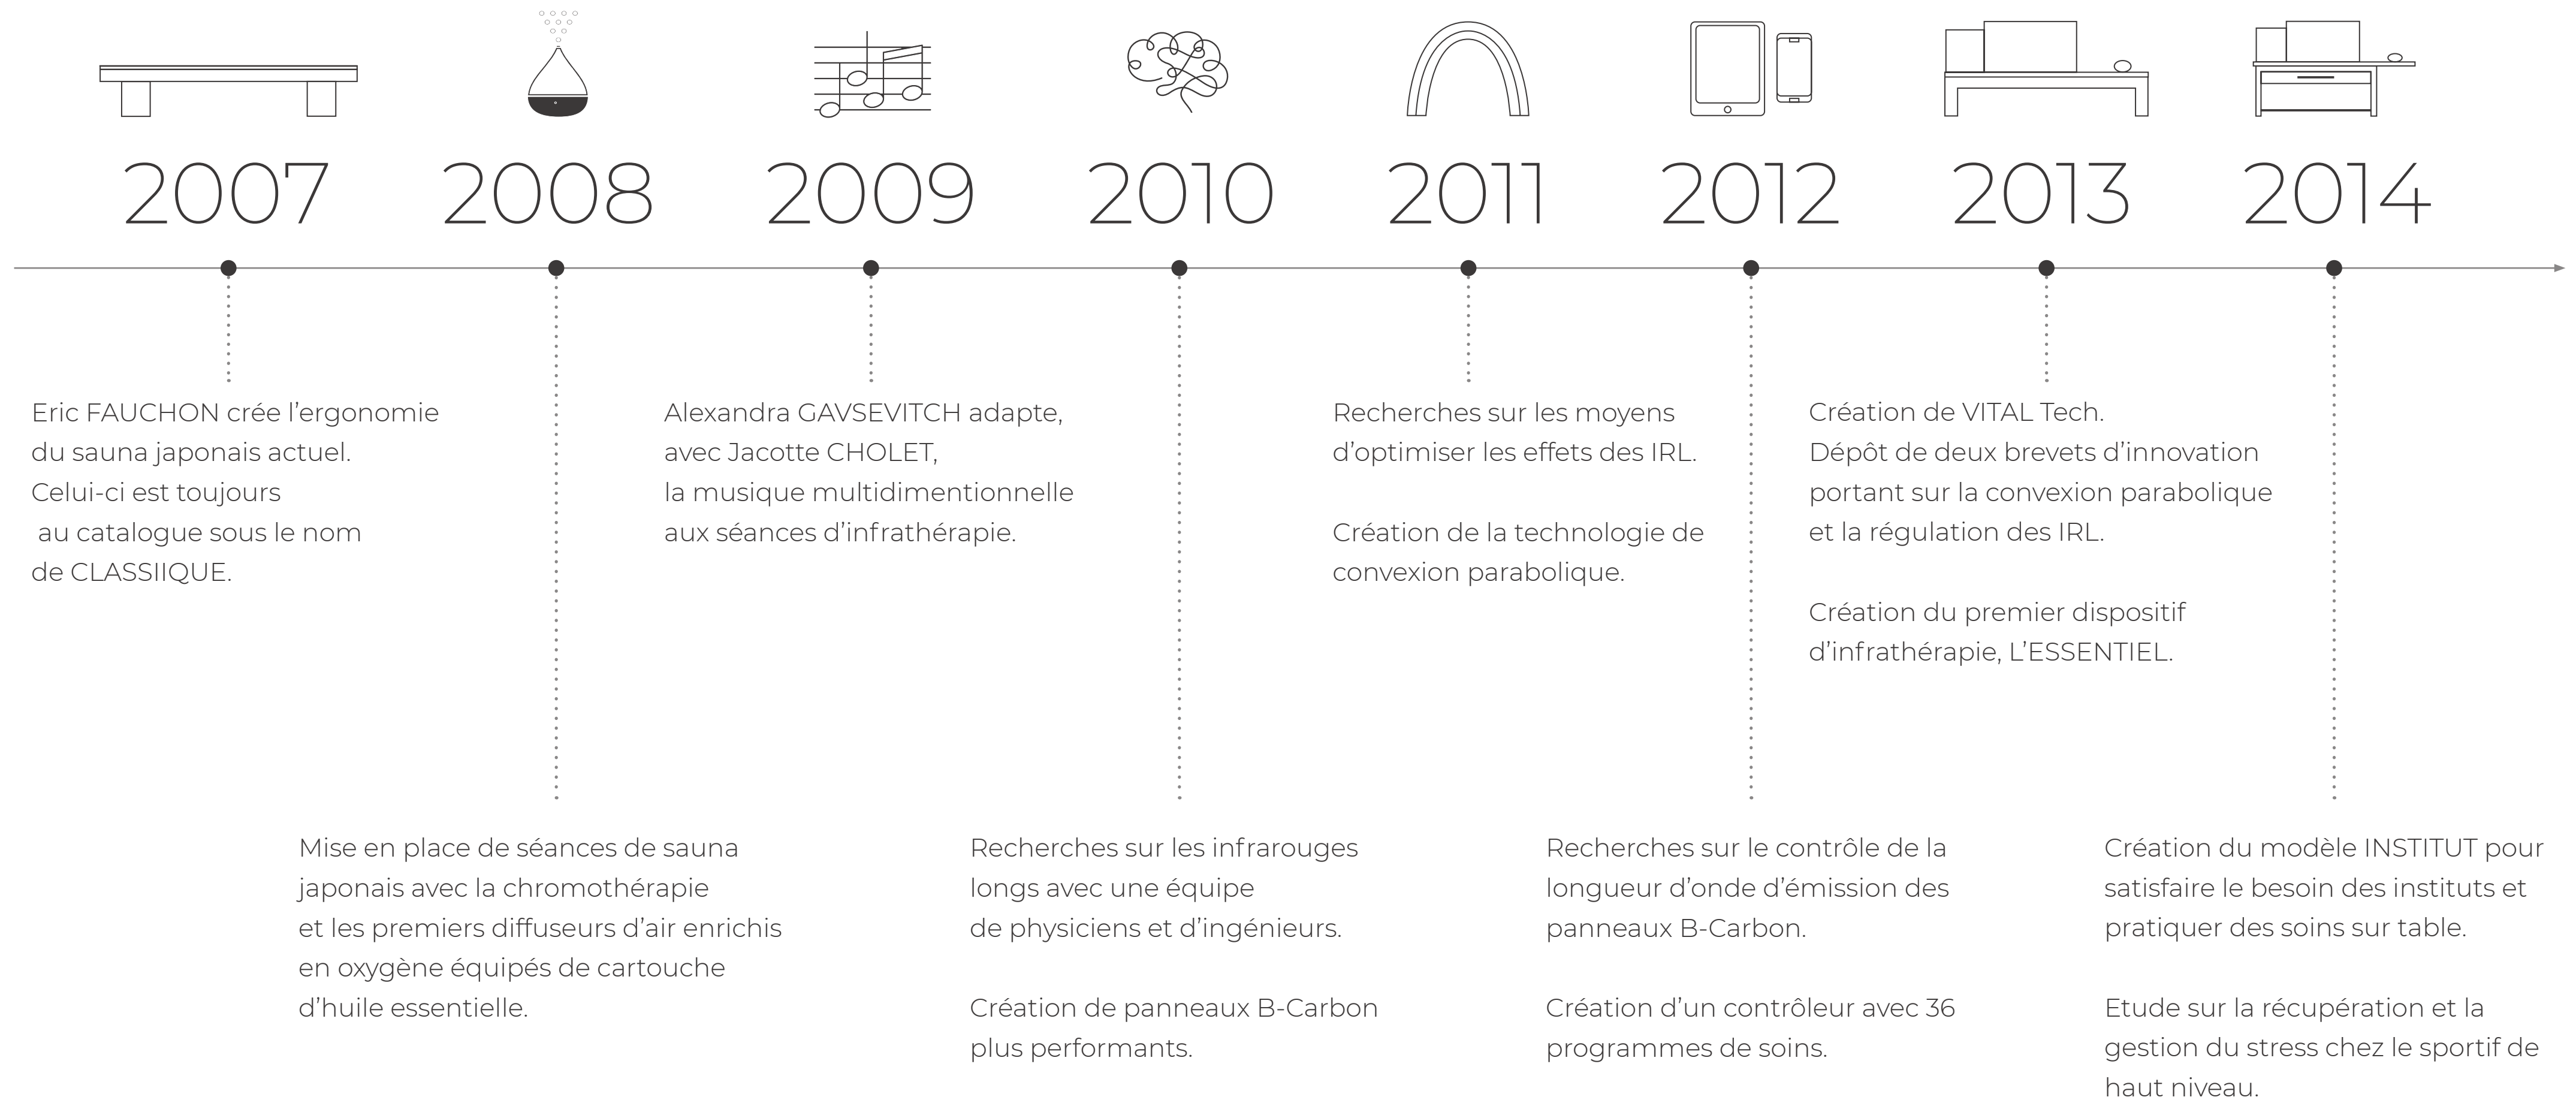 2007
2008
2009
2010
2011
2012
2013
2014
Eric FAUCHON crée l’ergonomie
du sauna japonais actuel.
Celui-ci est toujours
au catalogue sous le nom
de CLASSIIQUE.
Mise en place de séances de sauna
japonais avec la chromothérapie
et les premiers diffuseurs d’air enrichis
en oxygène équipés de cartouche
d’huile essentielle.
Alexandra GAVSEVITCH adapte,
avec Jacotte CHOLET,
la musique multidimentionnelle
aux séances d’infrathérapie.
Recherches sur les infrarouges
longs avec une équipe
de physiciens et d’ingénieurs.
Création de panneaux B-Carbon
plus performants.
Recherches sur les moyens
d’optimiser les effets des IRL.
Création de la technologie de
convexion parabolique.
Recherches sur le contrôle de la
longueur d’onde d’émission des
panneaux B-Carbon.
Création d’un contrôleur avec 36
programmes de soins.
Création de VITAL Tech.
Dépôt de deux brevets d’innovation
portant sur la convexion parabolique
et la régulation des IRL.
Création du premier dispositif
d’infrathérapie, L’ESSENTIEL.
Création du modèle INSTITUT pour
satisfaire le besoin des instituts et
pratiquer des soins sur table.
Etude sur la récupération et la
gestion du stress chez le sportif de
haut niveau.